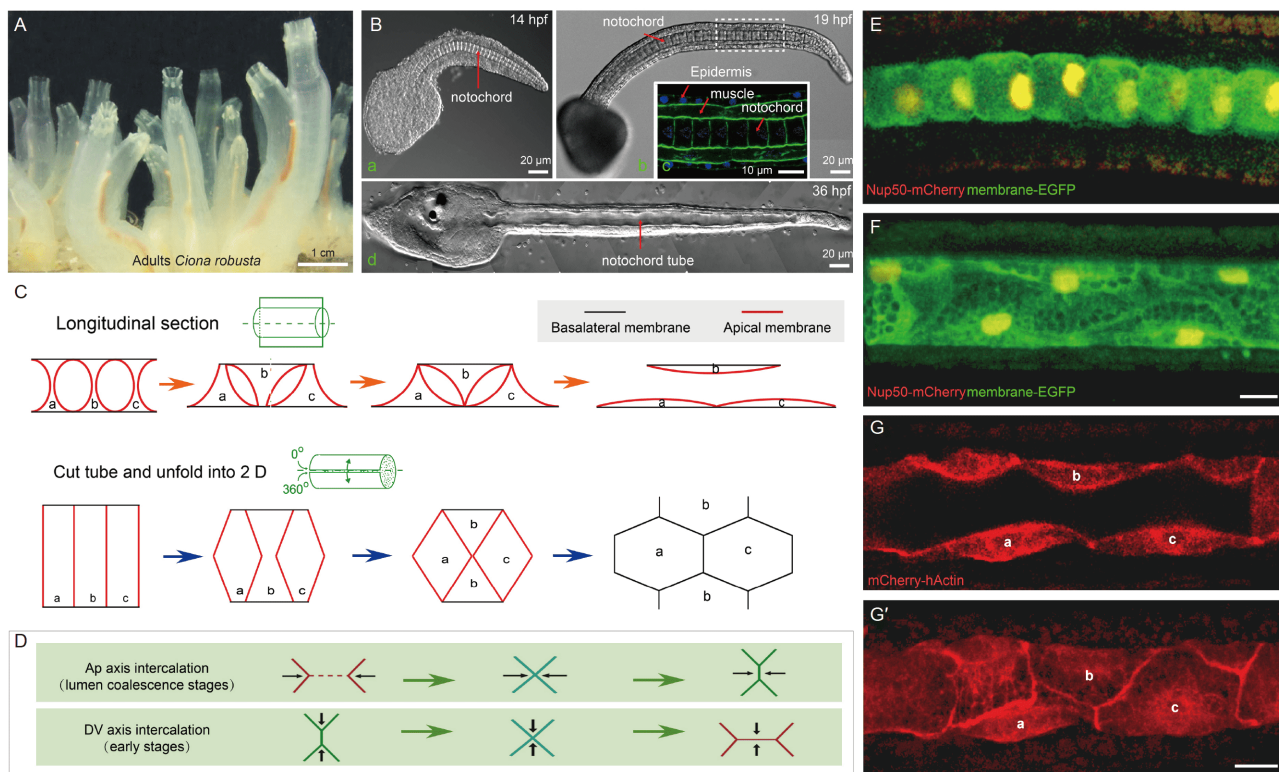 A
Adults Ciona robusta
1 cm
B
14 hpf
notochord
a
20 μm
notochord
19 hpf
Epidermis
muscle
notochord
b
c
10 μm
20 μm
36 hpf
notochord tube
d
20 μm
C
Longitudinal section
Basalateral membrane
Apical membrane
a
b
c
a
b
c
a
b
c
a
b
c
Cut tube and unfold into 2 D
0°
360°
a
b
c
a
b
c
a
b
b
c
b
a
c
b
D
Ap axis intercalation
(lumen coalescence stages)
DV axis intercalation
(early stages)
E
Nup50-mCherry membrane-EGFP
F
Nup50-mCherry membrane-EGFP
G
b
a
c
mCherry-hActin
G′
b
a
c